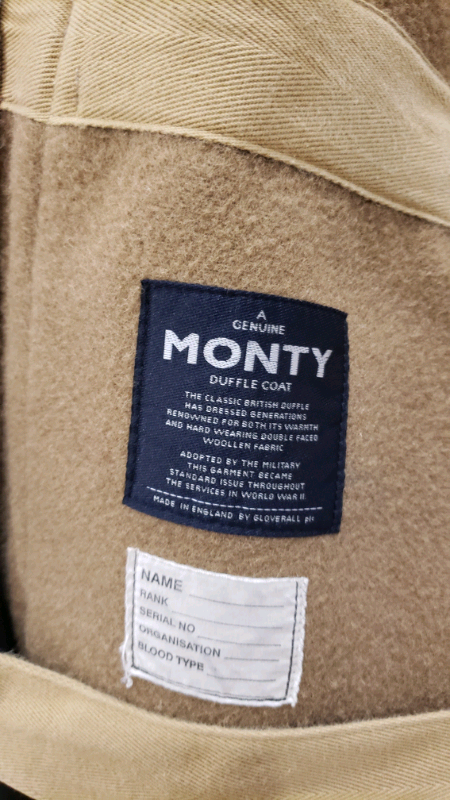 A
GENUINE
MONTY
DUFFLE COAT
THE CLASSIC BRITISH DUFFLE
HAS DRESSED GENERATIONS
RENOWNED FOR BOTH ITS WARMTH
AND HARD WEARING DOUBLE FACED
WOOLLEN FABRIC
ADOPTED BY THE MILITARY
THIS GARMENT BECAME
STANDARD ISSUE THROUGHOUT
THE SERVICES IN WORLD WAR II
MADE IN ENGLAND BY GLOVERALL plc
NAME
RANK
SERIAL NO
ORGANISATION
BLOOD TYPE